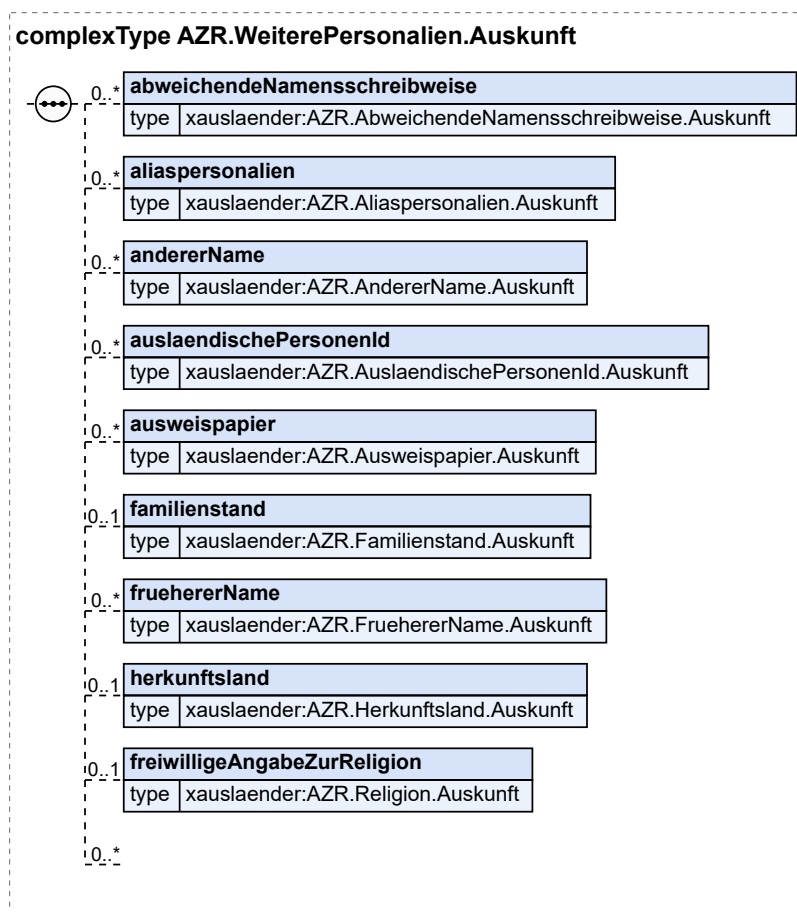 complexType AZR.WeiterePersonalien.Auskunft
0..* abweichendeNamensschreibweise
type xauslaender:AZR.AbweichendeNamensschreibweise.Auskunft
0..* aliaspersonalien
type xauslaender:AZR.Aliaspersonalien.Auskunft
0..* andererName
type xauslaender:AZR.AndererName.Auskunft
0..* auslaendischePersonenId
type xauslaender:AZR.AuslaendischePersonenId.Auskunft
0..* ausweispapier
type xauslaender:AZR.Ausweispapier.Auskunft
0..1 familienstand
type xauslaender:AZR.Familienstand.Auskunft
0..* fruehererName
type xauslaender:AZR.FruehererName.Auskunft
0..1 herkunftsland
type xauslaender:AZR.Herkunftsland.Auskunft
0..1 freiwilligeAngabeZurReligion
type xauslaender:AZR.Religion.Auskunft
0..*